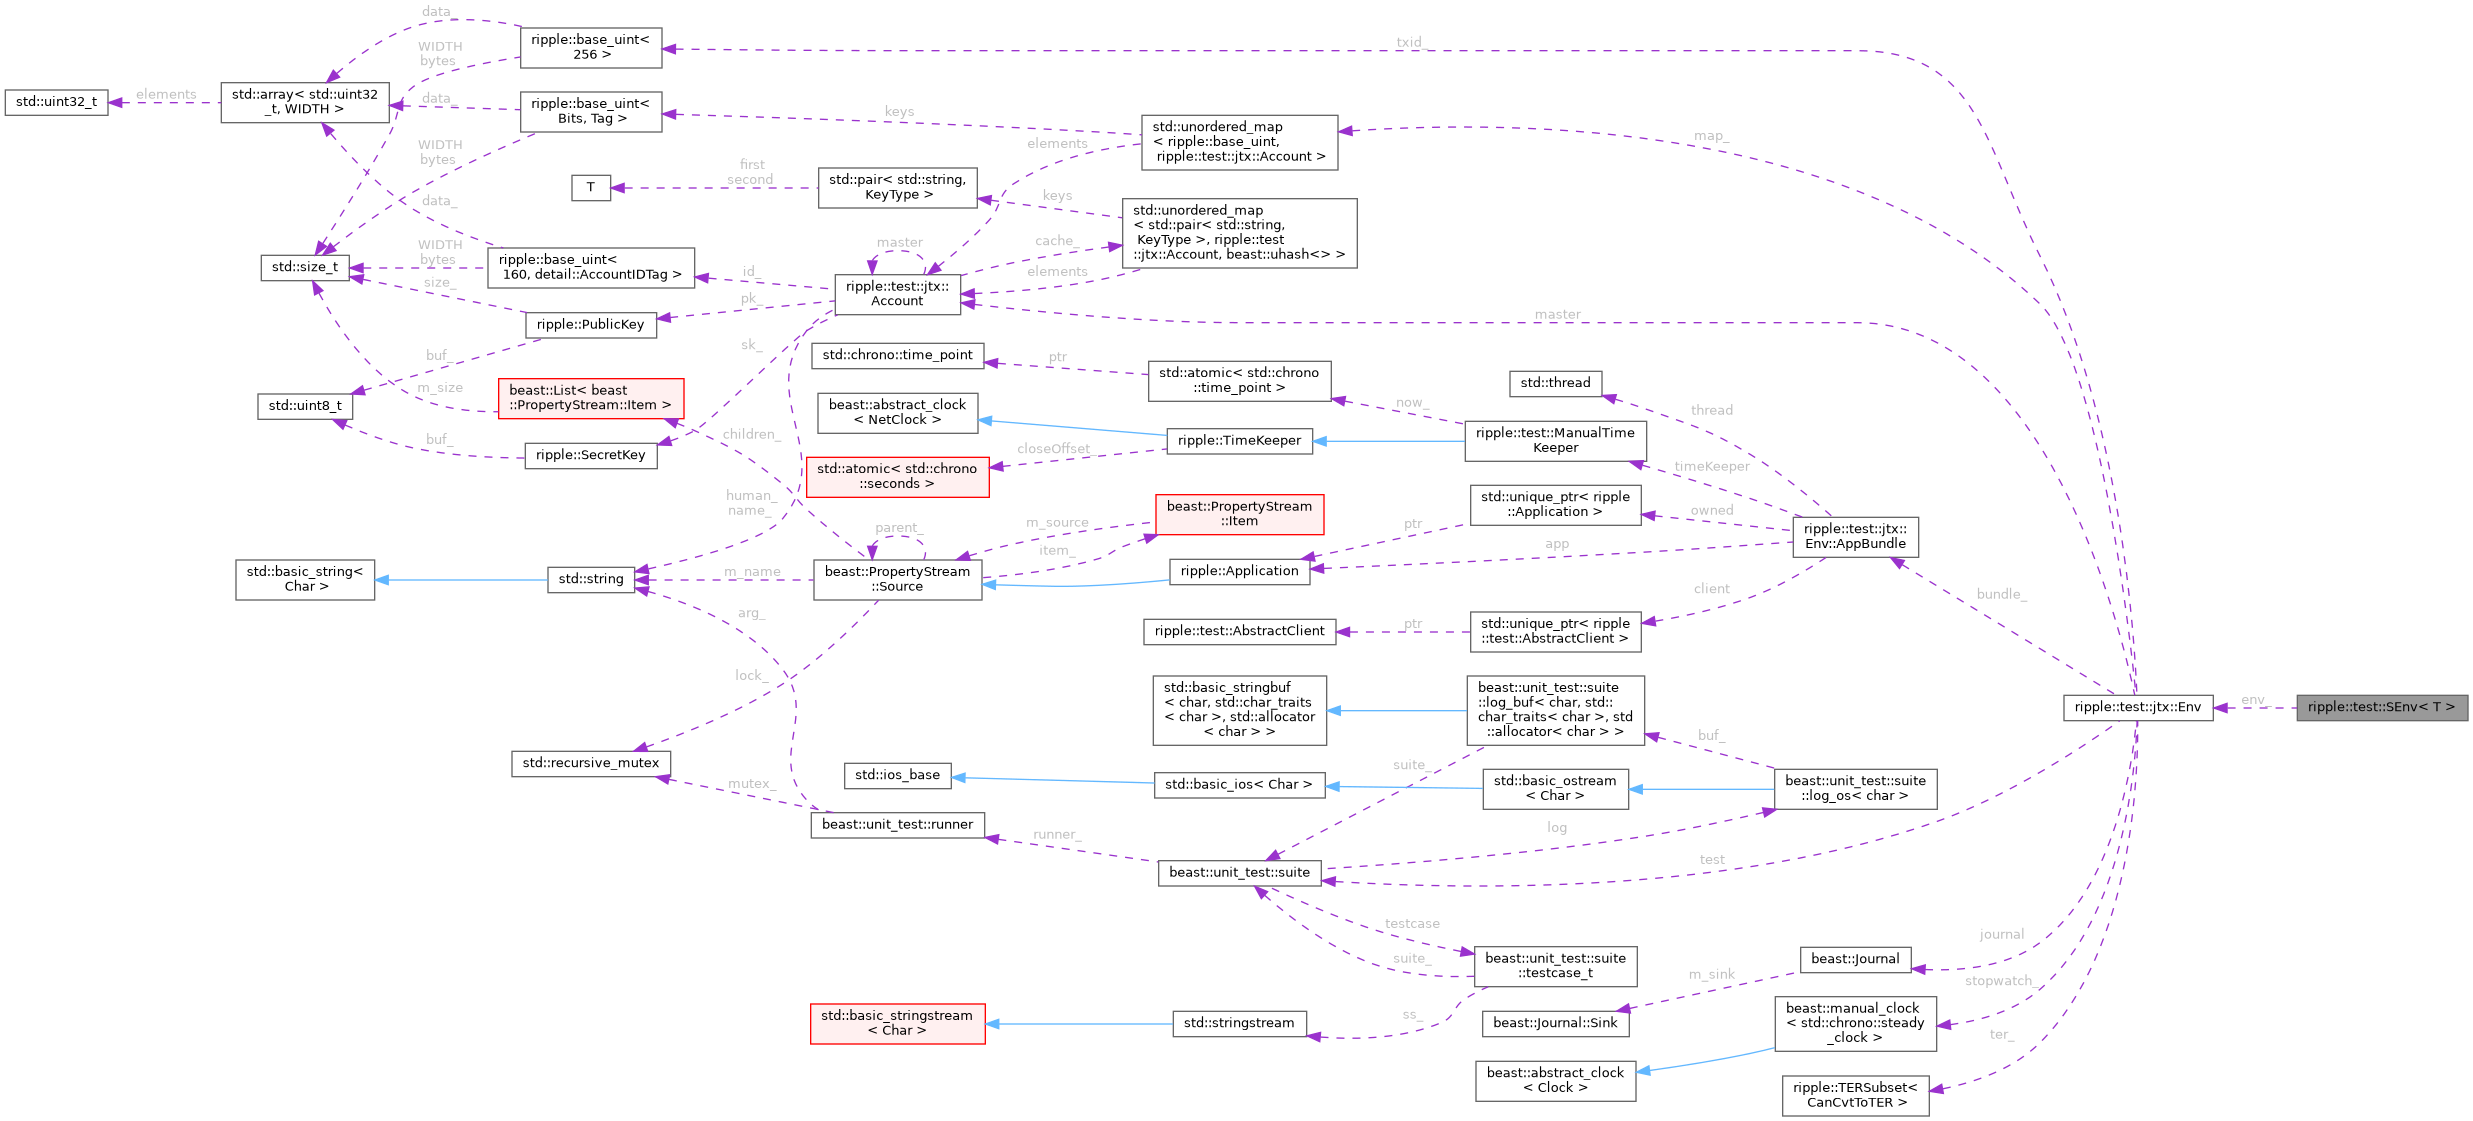 data_
ripple::base_uint<
256 >
txid_
WIDTH
bytes
std::uint32_t
elements
std::array< std::uint32
_t, WIDTH >
data_
ripple::base_uint<
Bits, Tag >
keys
std::unordered_map
< ripple::base_uint,
ripple::test::jtx::Account >
map_
WIDTH
bytes
elements
first
second
T
std::pair< std::string,
KeyType >
keys
std::unordered_map
< std::pair< std::string,
KeyType >, ripple::test
::jtx::Account, beast::uhash<> >
data_
WIDTH
bytes
master
cache_
elements
std::size_t
ripple::base_uint<
160, detail::AccountIDTag >
id_
ripple::test::jtx::
Account
size_
pk_
master
ripple::PublicKey
sk_
buf_
std::chrono::time_point
ptr
std::atomic< std::chrono
::time_point >
std::thread
m_size
beast::List< beast
::PropertyStream::Item >
std::uint8_t
beast::abstract_clock
< NetClock >
now_
thread
buf_
ripple::SecretKey
children_
ripple::TimeKeeper
ripple::test::ManualTime
Keeper
closeOffset_
std::atomic< std::chrono
::seconds >
timeKeeper
human_
name_
beast::PropertyStream
::Item
std::unique_ptr< ripple
::Application >
owned
parent_
m_source
ptr
ripple::test::jtx::
Env::AppBundle
item_
app
std::basic_string<
Char >
std::string
m_name
beast::PropertyStream
::Source
ripple::Application
arg_
client
bundle_
ripple::test::AbstractClient
ptr
std::unique_ptr< ripple
::test::AbstractClient >
lock_
std::basic_stringbuf
< char, std::char_traits
< char >, std::allocator
< char > >
beast::unit_test::suite
::log_buf< char, std::
char_traits< char >, std
::allocator< char > >
buf_
ripple::test::jtx::Env
env_
ripple::test::SEnv< T >
std::recursive_mutex
mutex_
std::ios_base
std::basic_ios< Char >
suite_
std::basic_ostream
< Char >
beast::unit_test::suite
::log_os< char >
beast::unit_test::runner
runner_
log
beast::unit_test::suite
test
testcase
suite_
beast::unit_test::suite
::testcase_t
journal
beast::Journal
m_sink
stopwatch_
std::basic_stringstream
< Char >
std::stringstream
ss_
beast::Journal::Sink
beast::manual_clock
< std::chrono::steady
_clock >
ter_
beast::abstract_clock
< Clock >
ripple::TERSubset<
CanCvtToTER >